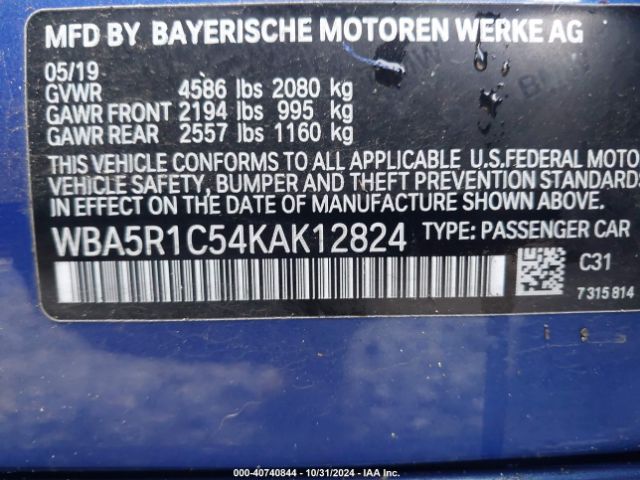 MFD BY BAYERISCHE MOTOREN WERKE AG
05/19
GVWR 4586 lbs 2080 kg
GAWR FRONT 2194 lbs 995 kg
GAWR REAR 2557 lbs 1160 kg
THIS VEHICLE CONFORMS TO ALL APPLICABLE U.S.FEDERAL MOTO
VEHICLE SAFETY, BUMPER AND THEFT PREVENTION STANDARDS
IN EFFECT ON THE DATE OF MANUFACTURE SHOWN ABOVE.
WBA5R1C54KAK12824 TYPE: PASSENGER CAR
C31
7315814
000-40740844 - 10/31/2024 - IAA Inc.